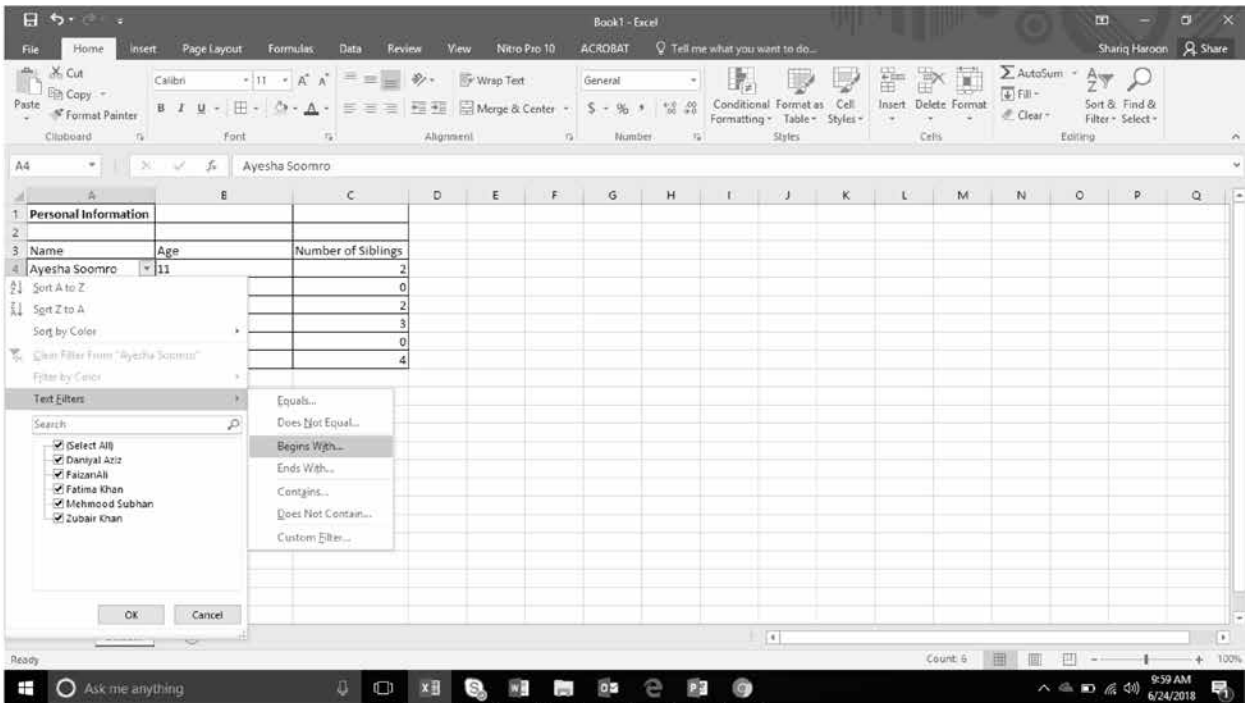 Book1 - Excel
File Home Insert Page Layout Formulas Data Review View Nitro Pro 10 ACROBAT Tell me what you want to do... Shariq Haroon Share
Paste Cut Copy Format Painter Clipboard
Calibri 11 A A B I U A Font
Wrap Text Merge & Center Alignment
General $ % , Number
Conditional Formatting Format as Table Cell Styles Styles
Insert Delete Format Cells
AutoSum Fill Clear Sort & Filter Find & Select Editing
A4 fx Ayesha Soomro
A B C D E F G H I J K L M N O P Q
1 Personal Information
2
3 Name Age Number of Siblings
4 Ayesha Soomro 11 2
0
2
3
0
4
Sort A to Z
Sort Z to A
Sort by Color
Clear Filter From "Ayesha Soomro"
Filter by Color
Text Filters
Search
(Select All)
Daniyal Aziz
FaizanAli
Fatima Khan
Mehmood Subhan
Zubair Khan
OK Cancel
Equals...
Does Not Equal...
Begins With...
Ends With...
Contains...
Does Not Contain...
Custom Filter...
Ready Count: 6 100%
Ask me anything 9:59 AM
6/24/2018